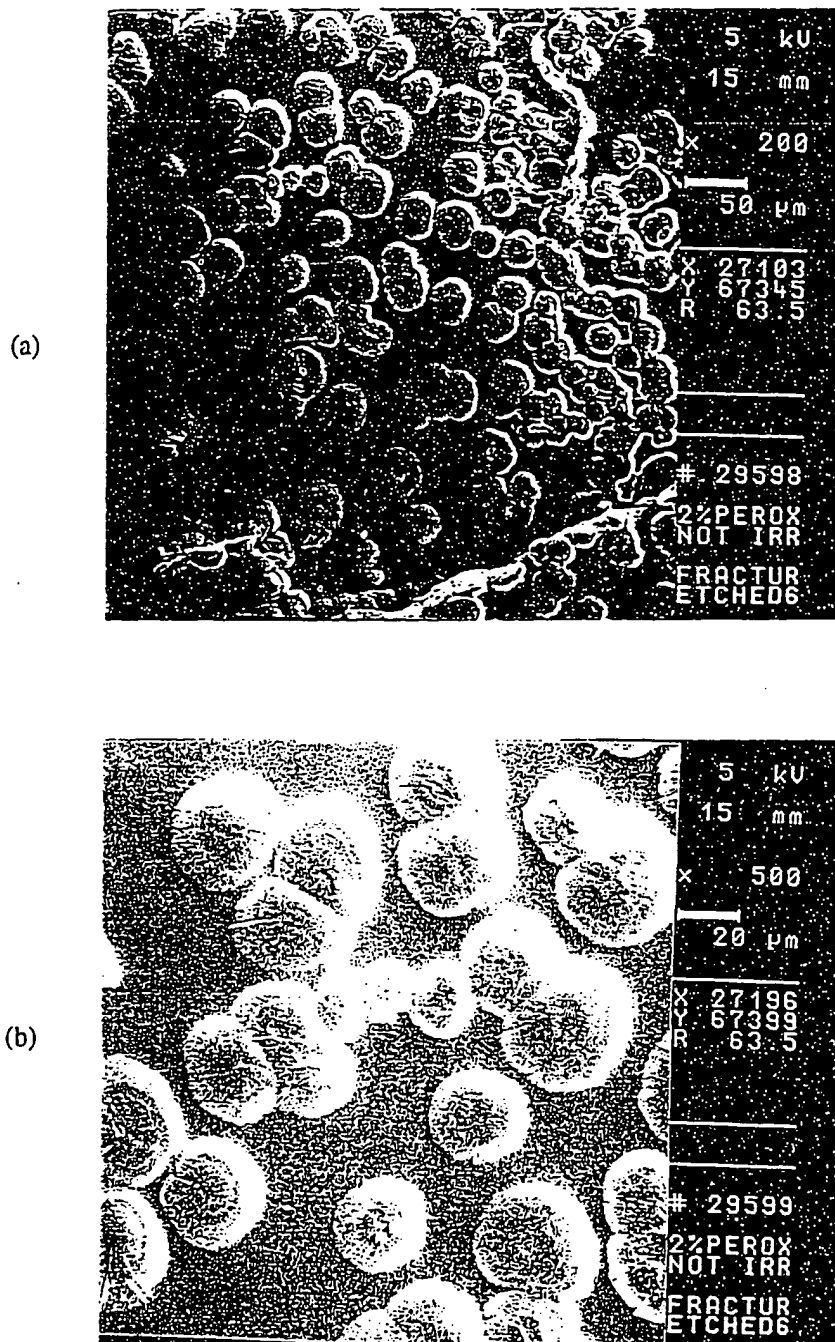 (a)
5 kV
15 mm
× 200
50 µm
X 27103
Y 67345
R 63.5
# 29598
2%PEROX
NOT IRR
FRACTUR
ETCHED6
(b)
5 kV
15 mm
× 500
20 µm
X 27196
Y 67399
R 63.5
# 29599
2%PEROX
NOT IRR
FRACTUR
ETCHED6